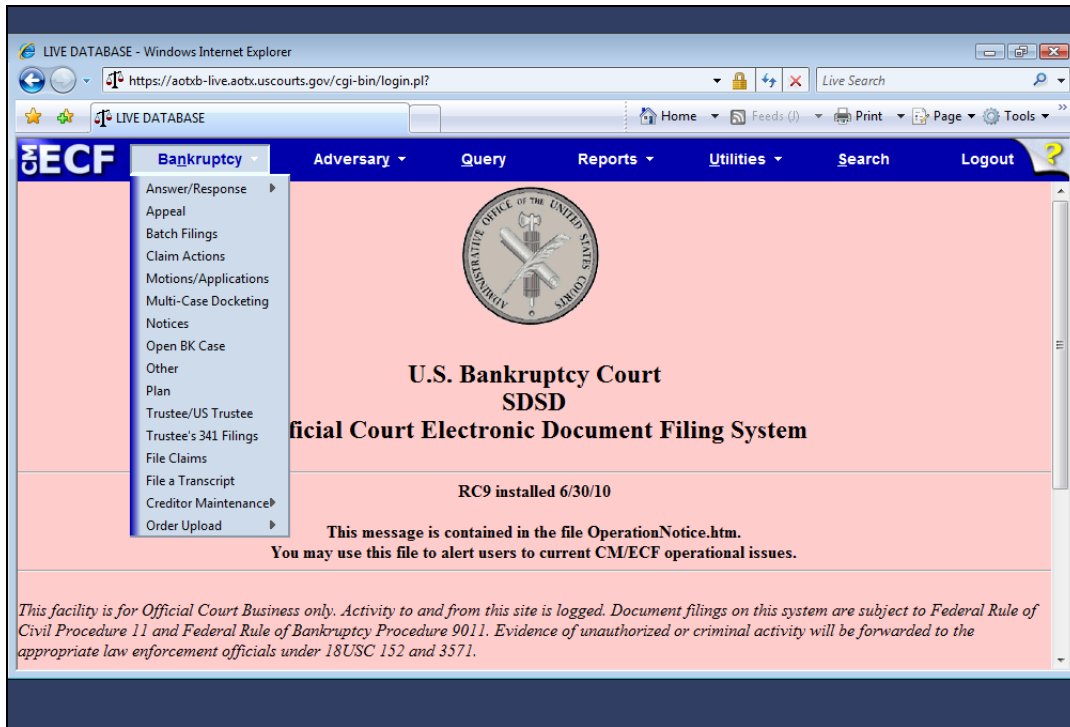 LIVE DATABASE - Windows Internet Explorer
https://aotxb-live.aotx.uscourts.gov/cgi-bin/login.pl?
Live Search
LIVE DATABASE
Home
Feeds (J)
Print
Page
Tools
»
CM ECF
Bankruptcy
Adversary
Query
Reports
Utilities
Search
Logout
?
Answer/Response
Appeal
Batch Filings
Claim Actions
Motions/Applications
Multi-Case Docketing
Notices
Open BK Case
Other
Plan
Trustee/US Trustee
Trustee's 341 Filings
File Claims
File a Transcript
Creditor Maintenance
Order Upload
ADMINISTRATIVE OFFICE OF THE UNITED STATES COURTS
U.S. Bankruptcy Court
SDSD
ficial Court Electronic Document Filing System
RC9 installed 6/30/10
This message is contained in the file OperationNotice.htm.
You may use this file to alert users to current CM/ECF operational issues.
This facility is for Official Court Business only. Activity to and from this site is logged. Document filings on this system are subject to Federal Rule of
Civil Procedure 11 and Federal Rule of Bankruptcy Procedure 9011. Evidence of unauthorized or criminal activity will be forwarded to the
appropriate law enforcement officials under 18USC 152 and 3571.